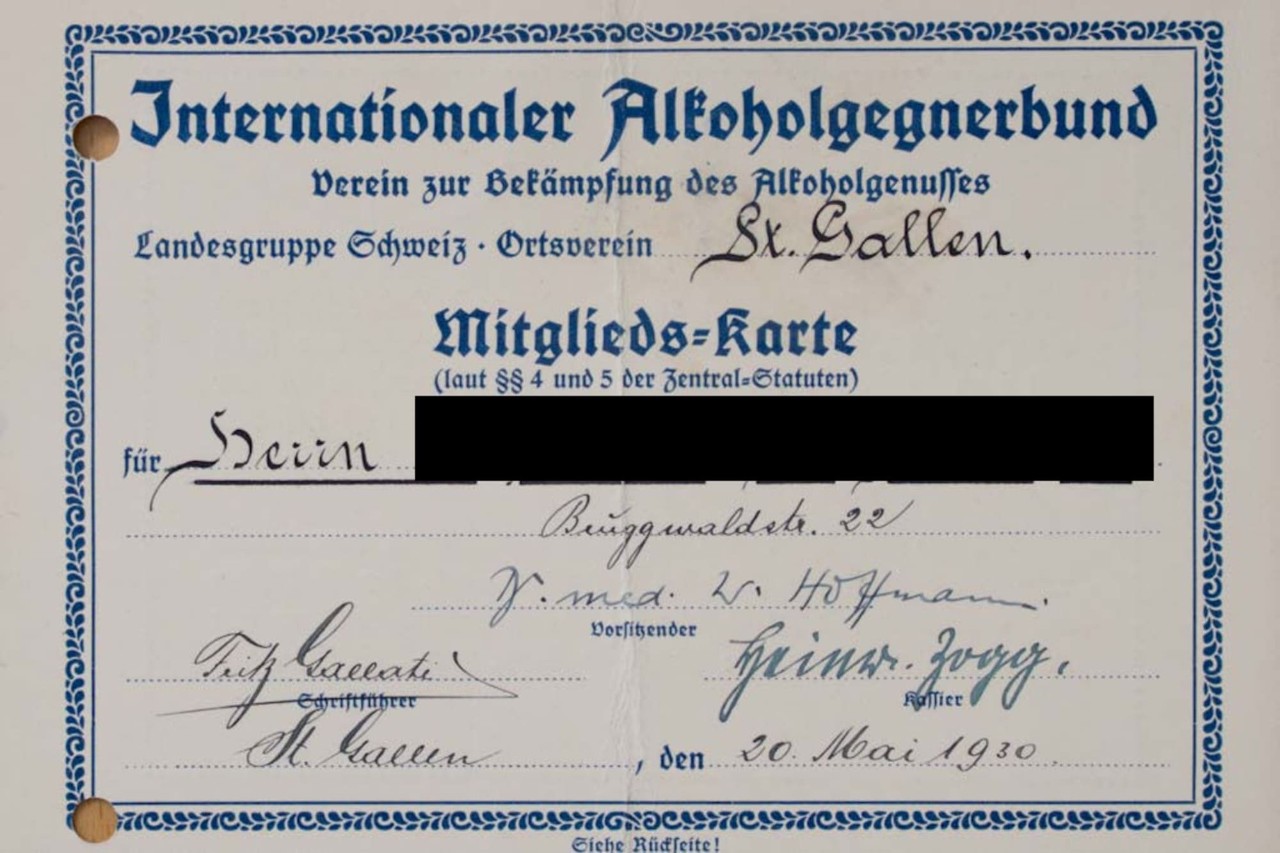 Internationaler Alkoholgegnerbund
Verein zur Bekämpfung des Alkoholgenusses
Landesgruppe Schweiz · Ortsverein St. Gallen.
Mitglieds-Karte
(laut §§ 4 und 5 der Zentral-Statuten)
für Herrn
Bruggwaldstr. 22
Dr. med. W. Hoffmann.
Vorsitzender
Fritz Gallati Heinr. Zogg.
Schriftführer Kassier
St. Gallen, den 20. Mai 1930.
Siehe Rückseite!